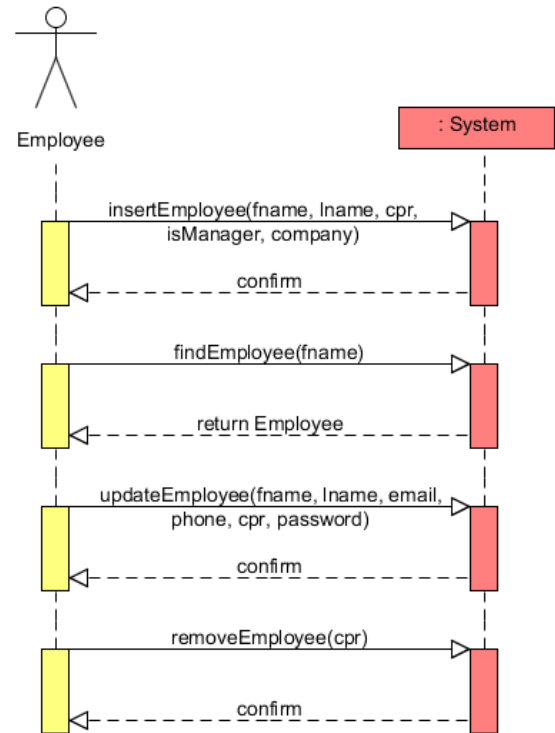 Employee
: System
insertEmployee(fname, lname, cpr,
isManager, company)
confirm
findEmployee(fname)
return Employee
updateEmployee(fname, lname, email,
phone, cpr, password)
confirm
removeEmployee(cpr)
confirm